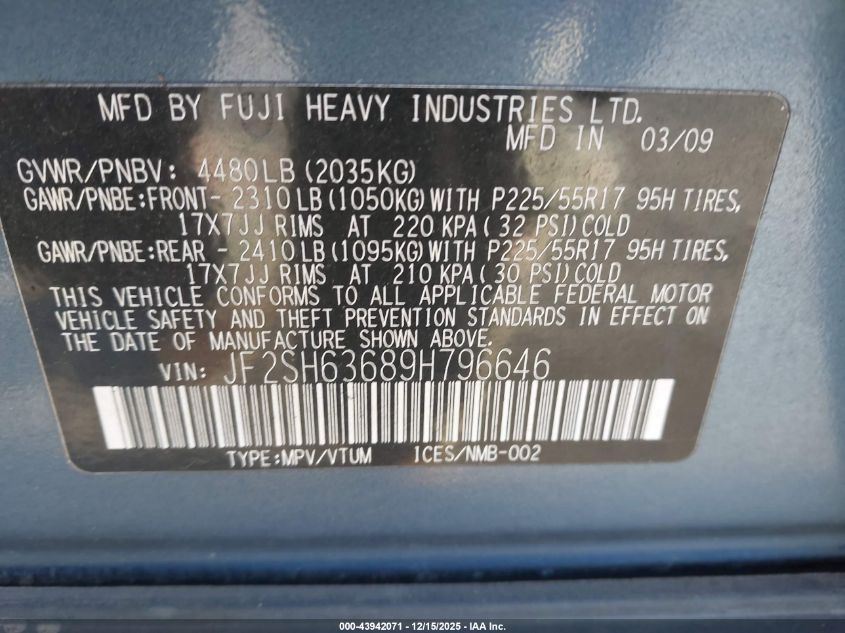 MFD BY FUJI HEAVY INDUSTRIES LTD.
MFD IN 03/09
GVWR/PNBV: 4480LB (2035KG)
GAWR/PNBE:FRONT- 2310LB (1050KG) WITH P225/55R17 95H TIRES,
17X7JJ RIMS AT 220 KPA (32 PSI) COLD
GAWR/PNBE:REAR - 2410LB (1095KG) WITH P225/55R17 95H TIRES,
17X7JJ RIMS AT 210 KPA (30 PSI) COLD
THIS VEHICLE CONFORMS TO ALL APPLICABLE FEDERAL MOTOR
VEHICLE SAFETY AND THEFT PREVENTION STANDARDS IN EFFECT ON
THE DATE OF MANUFACTURE SHOWN ABOVE.
VIN: JF2SH63689H796646
TYPE:MPV/VTUM ICES/NMB-002
000-43942071 - 12/15/2025 - IAA Inc.